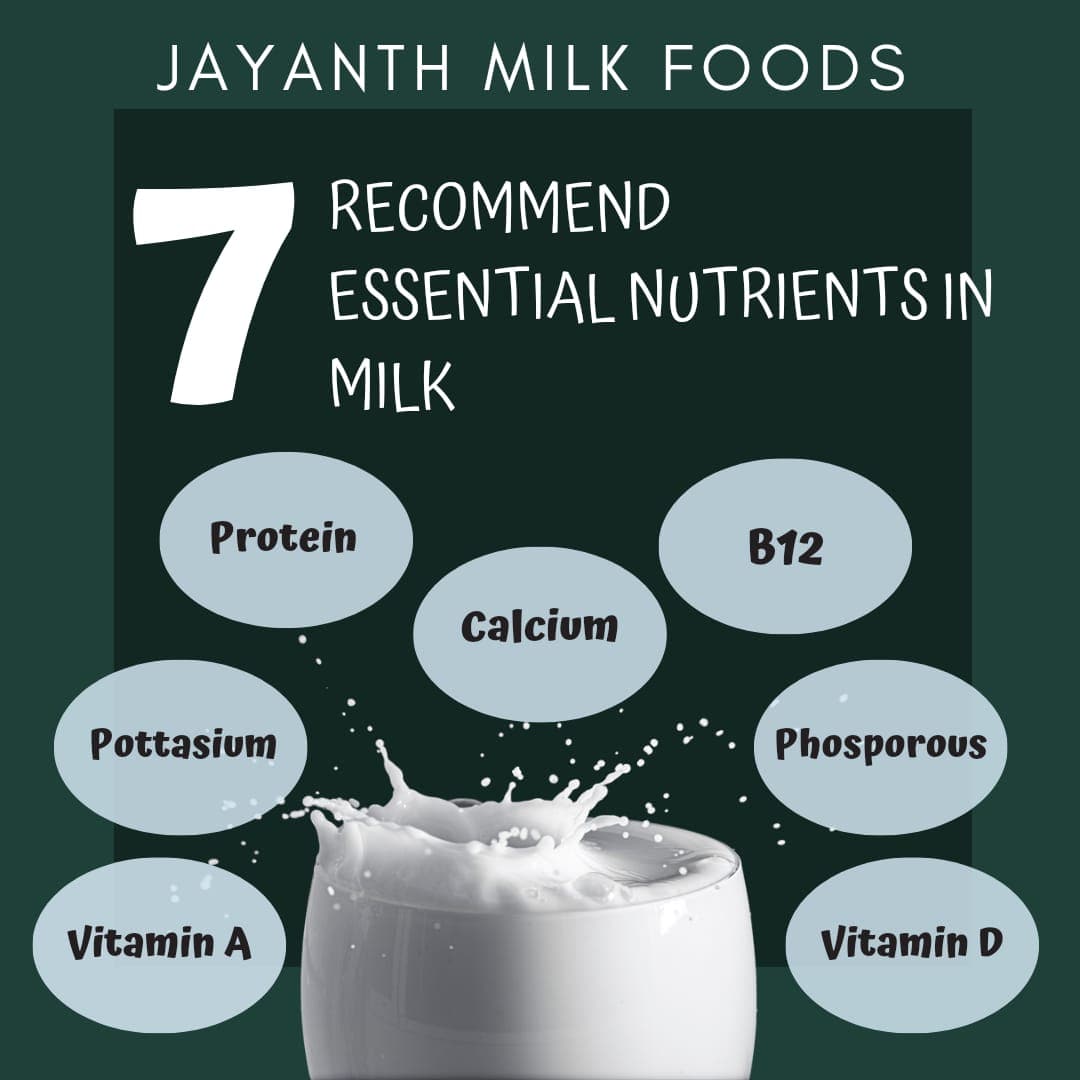 JAYANTH MILK FOODS
7
RECOMMEND
ESSENTIAL NUTRIENTS IN
MILK
Protein
B12
Calcium
Pottasium
Phosporous
Vitamin A
Vitamin D